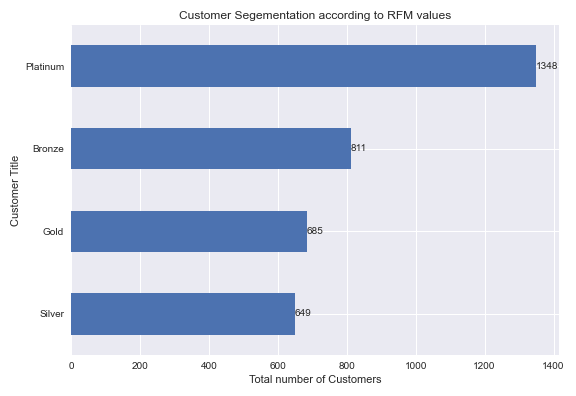 Customer Segementation according to RFM values
Customer Title
Platinum 1348
Bronze 811
Gold 685
Silver 649
0 200 400 600 800 1000 1200 1400
Total number of Customers